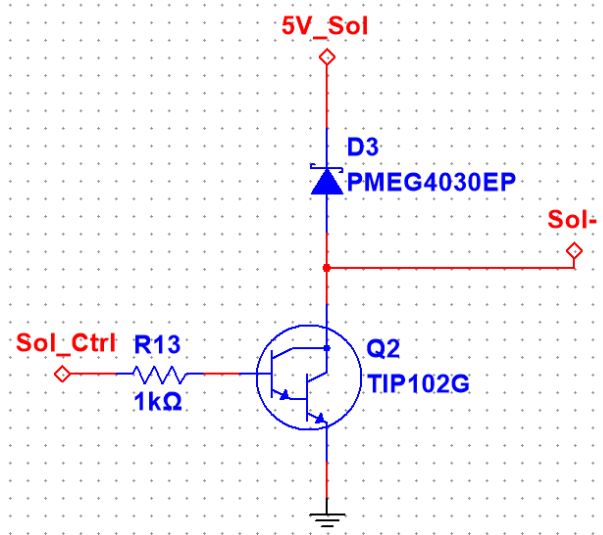 5V_Sol
D3
PMEG4030EP
Sol-
Sol_Ctrl
R13
1kΩ
Q2
TIP102G